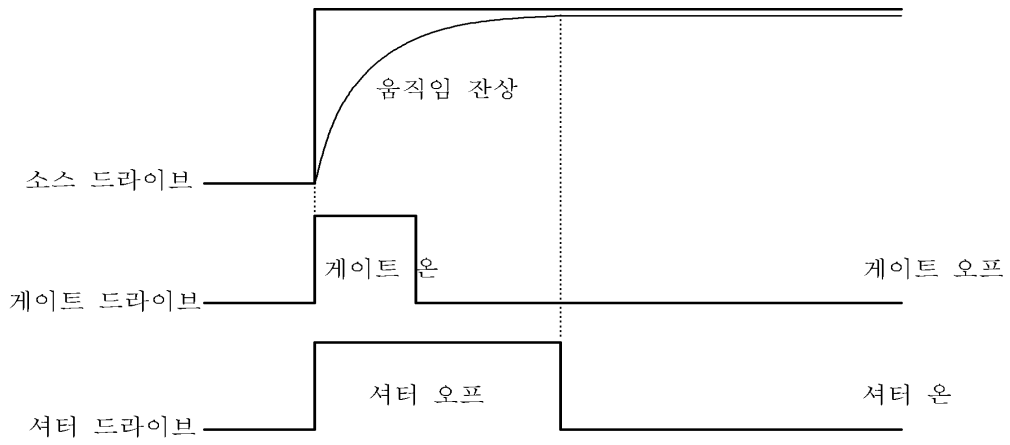 움직임 잔상
소스 드라이브
게이트 온
게이트 오프
게이트 드라이브
셔터 오프
셔터 온
셔터 드라이브